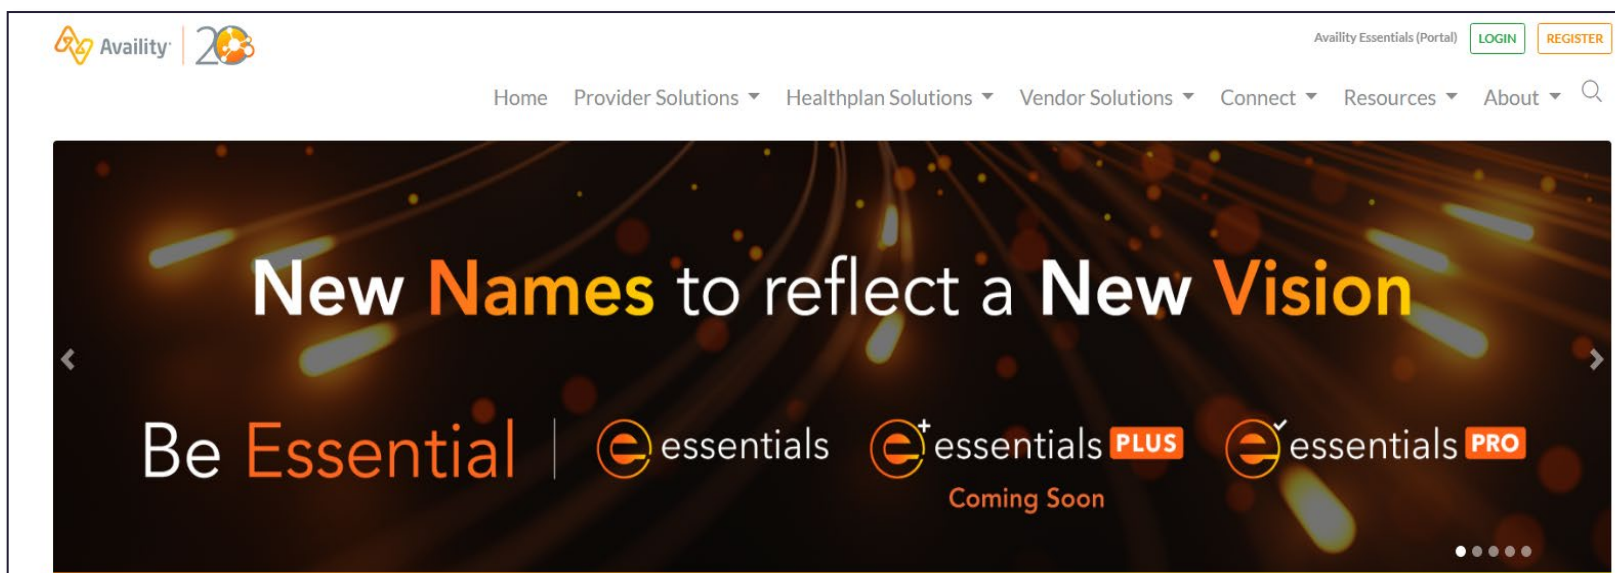 Availity 20
Availity Essentials (Portal) LOGIN REGISTER
Home Provider Solutions Healthplan Solutions Vendor Solutions Connect Resources About
New Names to reflect a New Vision
Be Essential essentials essentials PLUS essentials PRO
Coming Soon